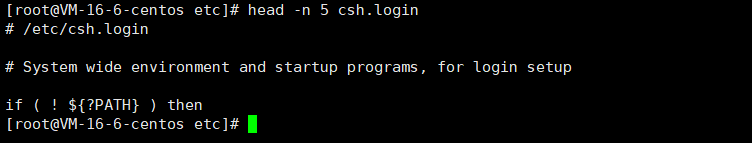 [root@VM-16-6-centos etc]# head -n 5 csh.login
# /etc/csh.login

# System wide environment and startup programs, for login setup

if ( ! ${?PATH} ) then
[root@VM-16-6-centos etc]#